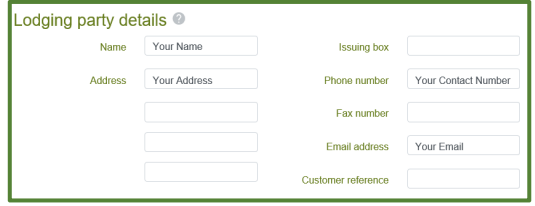 Lodging party details ?
Name Your Name Issuing box
Address Your Address Phone number Your Contact Number
Fax number
Email address Your Email
Customer reference